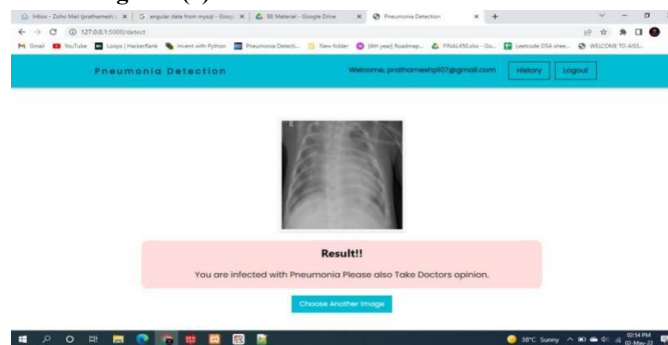 Inbox - Zoho Mail (prathamesh
angular data from mysql - Goog
BE Material - Google Drive
Pneumonia Detection
127.0.0.1:5000/detect
Gmail YouTube Loops | HackerRank Invent with Python Pneumonia Detecti... New folder [4th year] Roadmap... FINAL450.xlsx - Go... Leetcode DSA shee... WELCOME TO AISS...
Pneumonia Detection Welcome, prathameshp107@gmail.com History Logout
Result!!
You are infected with Pneumonia Please also Take Doctors opinion.
Choose Another Image
38°C Sunny 02:54 PM
02-May-22